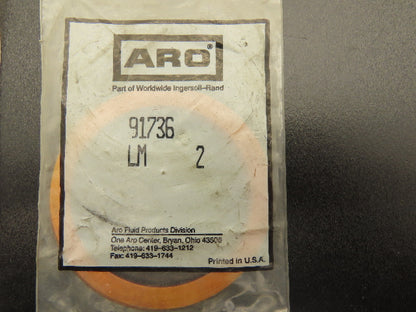 ARO®
Part of Worldwide Ingersoll–Rand
91736
LM 2
Aro Fluid Products Division
One Aro Center, Bryan, Ohio 43506
Telephone: 419–633–1212
Fax: 419–633–1744
Printed in U.S.A.